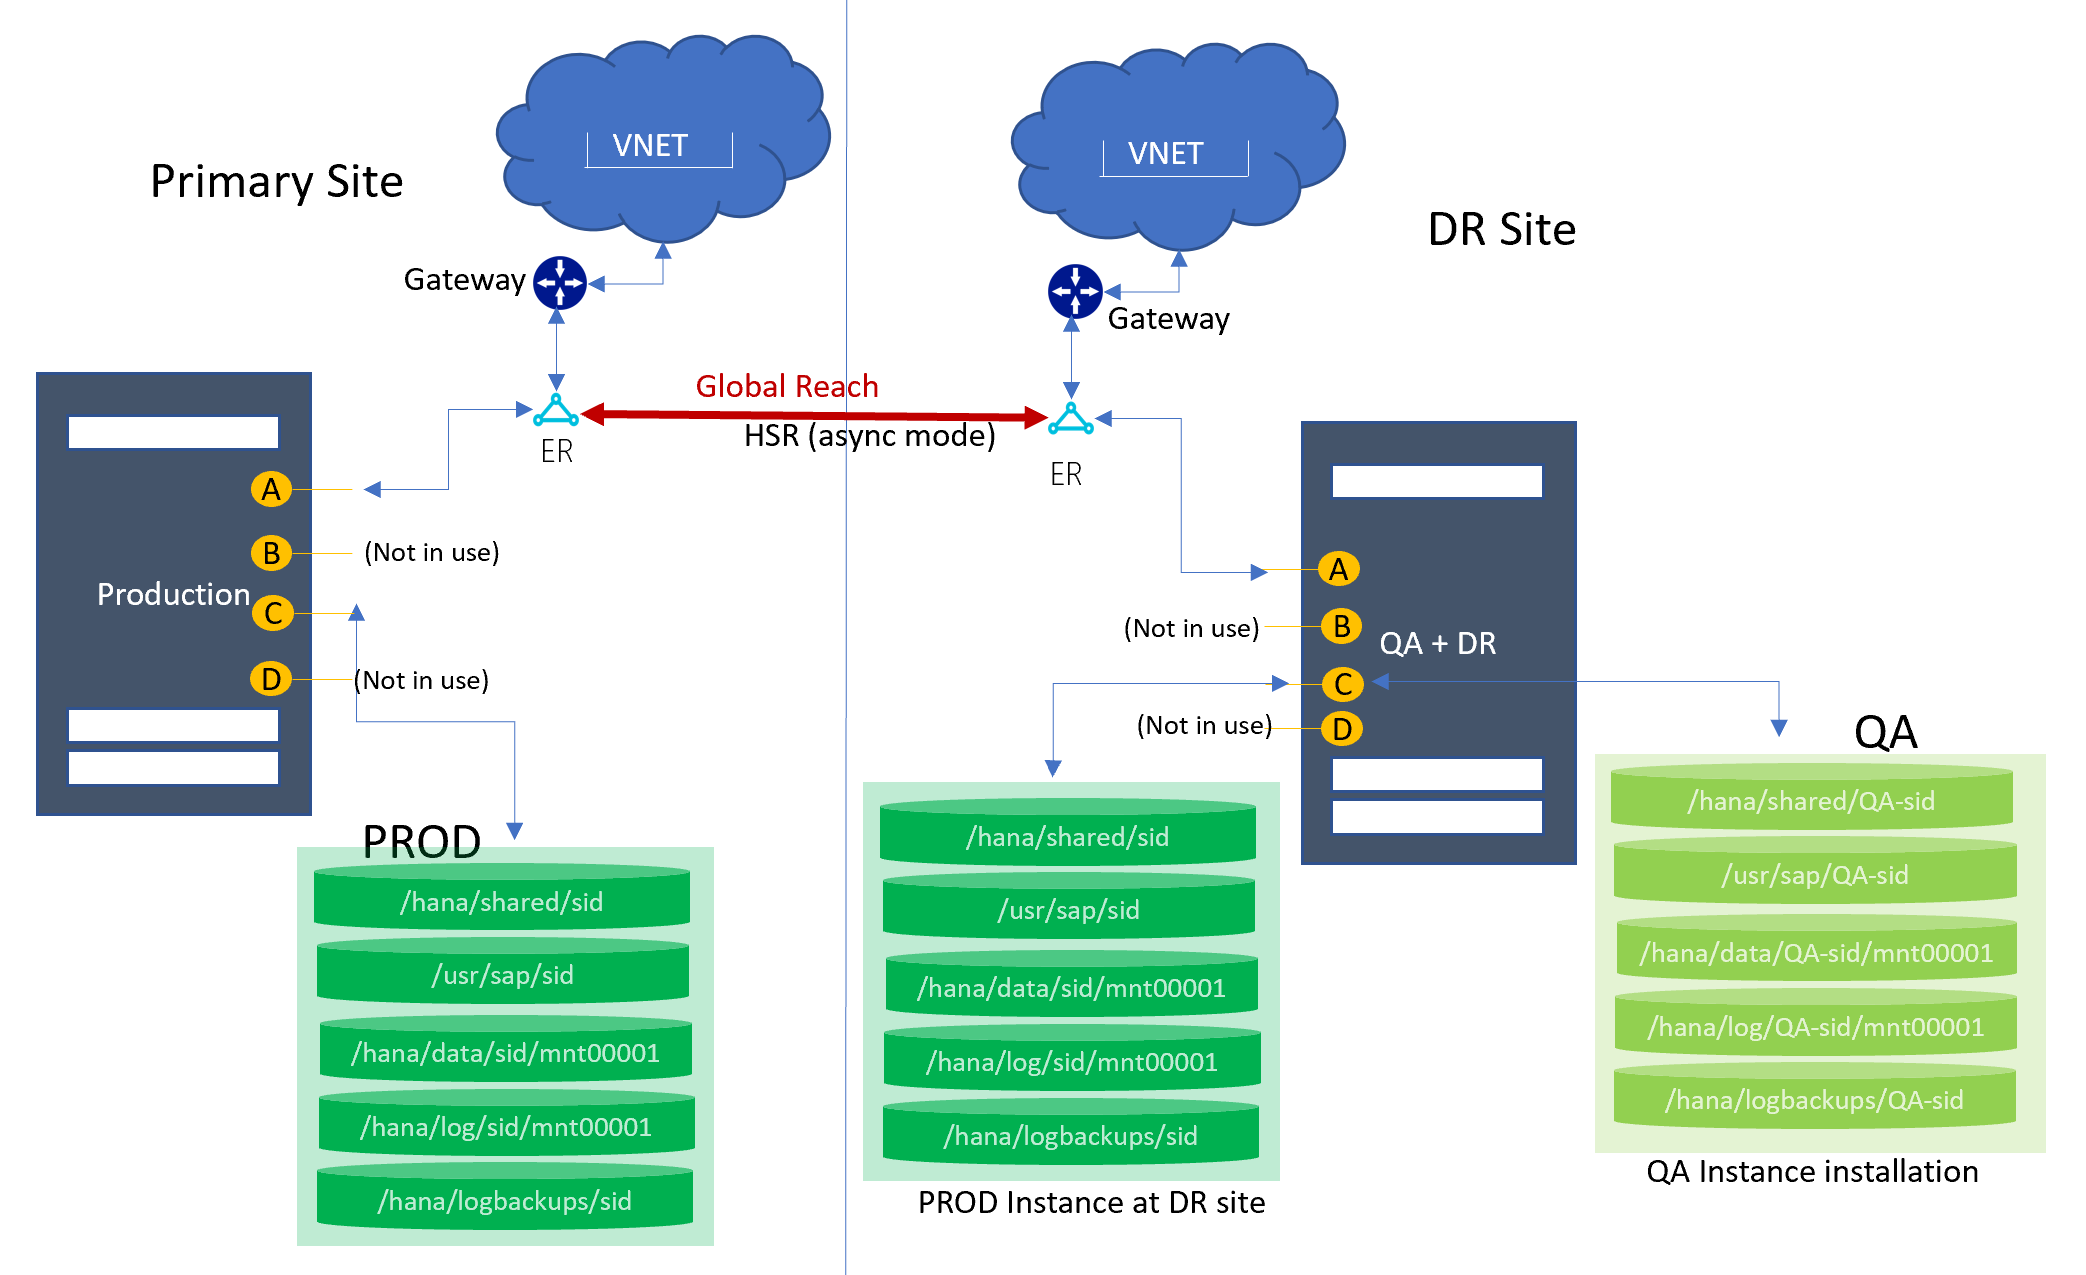 VNET
VNET
Primary Site
DR Site
Gateway
Gateway
Global Reach
HSR (async mode)
ER
ER
A
B
(Not in use)
Production
C
D
(Not in use)
A
(Not in use)
B
QA + DR
C
(Not in use)
D
PROD
/hana/shared/sid
/usr/sap/sid
/hana/data/sid/mnt00001
/hana/log/sid/mnt00001
/hana/logbackups/sid
/hana/shared/sid
/usr/sap/sid
/hana/data/sid/mnt00001
/hana/log/sid/mnt00001
/hana/logbackups/sid
PROD Instance at DR site
QA
/hana/shared/QA-sid
/usr/sap/QA-sid
/hana/data/QA-sid/mnt00001
/hana/log/QA-sid/mnt00001
/hana/logbackups/QA-sid
QA Instance installation